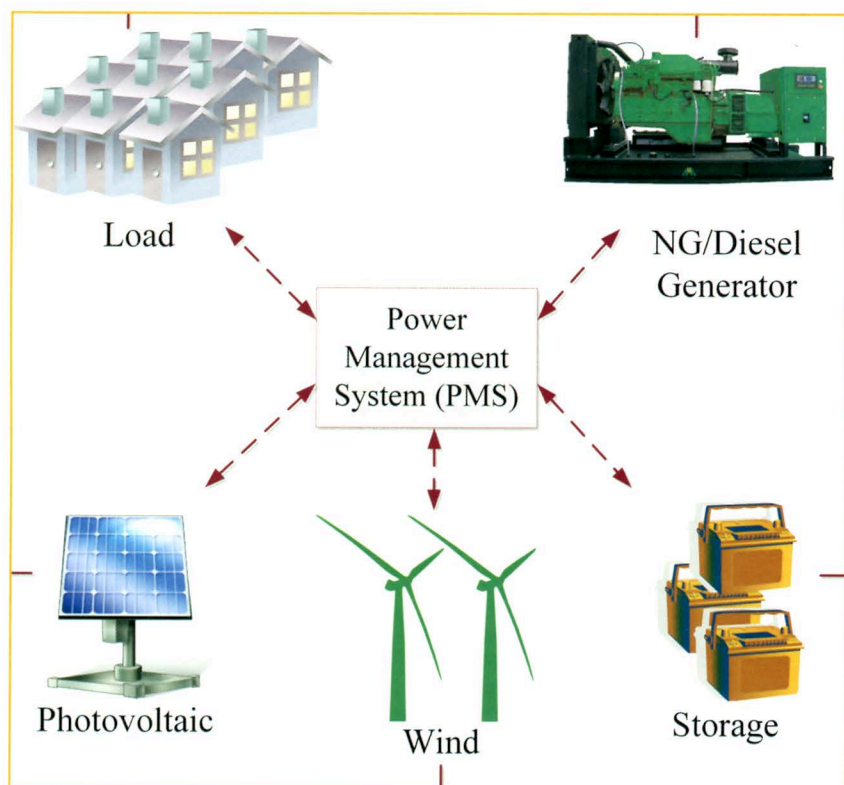 Load
NG/Diesel
Generator
Power
Management
System (PMS)
Photovoltaic
Wind
Storage